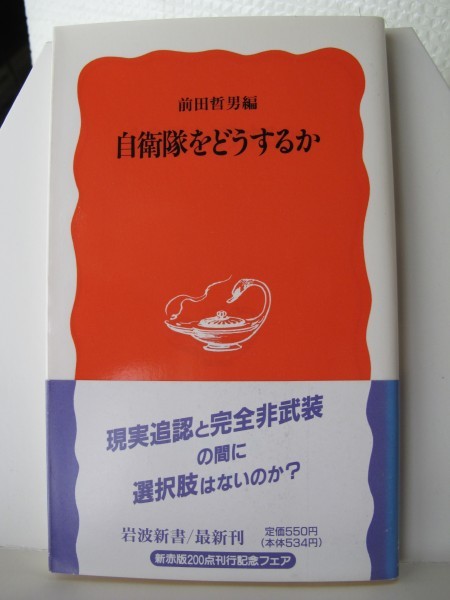 前田哲男編
自衛隊をどうするか
現実追認と完全非武装
の間に
選択肢はないのか?
岩波新書/最新刊
定価550円
(本体534円)
新赤版200点刊行記念フェア